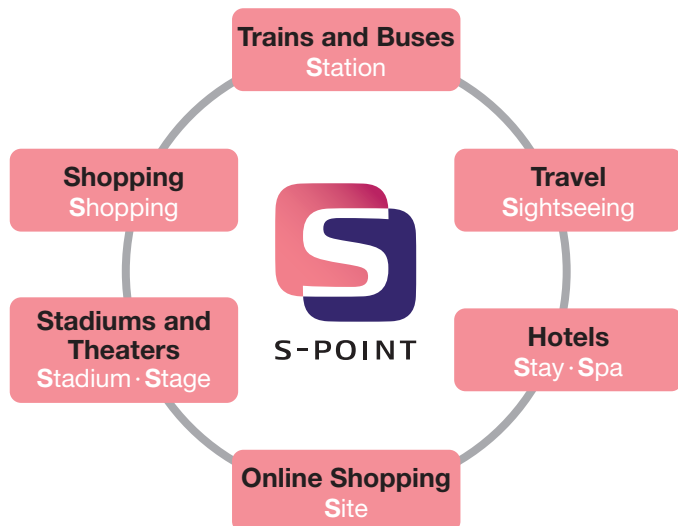 Trains and Buses
Station
Shopping
Shopping
Travel
Sightseeing
S-POINT
Stadiums and
Theaters
Stadium · Stage
Hotels
Stay · Spa
Online Shopping
Site